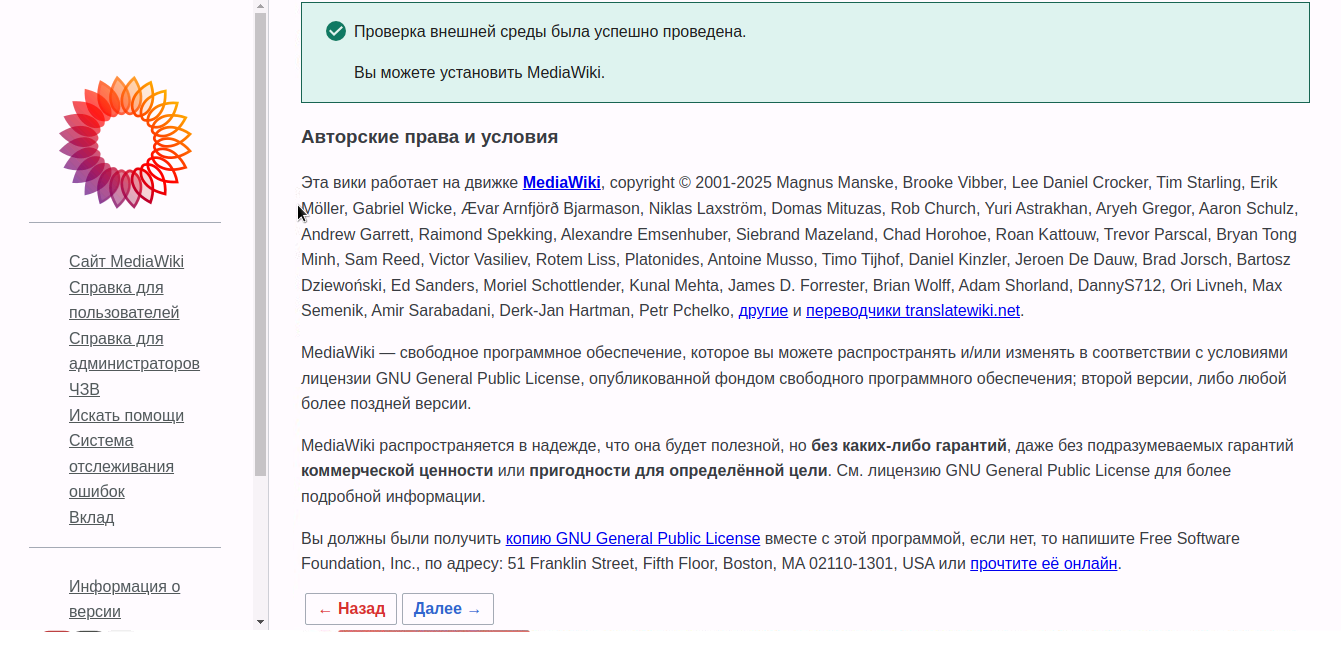 Проверка внешней среды была успешно проведена.
Вы можете установить MediaWiki.
Авторские права и условия
Эта вики работает на движке MediaWiki, copyright © 2001-2025 Magnus Manske, Brooke Vibber, Lee Daniel Crocker, Tim Starling, Erik
Möller, Gabriel Wicke, Ævar Arnfjörð Bjarmason, Niklas Laxström, Domas Mituzas, Rob Church, Yuri Astrakhan, Aryeh Gregor, Aaron Schulz,
Andrew Garrett, Raimond Spekking, Alexandre Emsenhuber, Siebrand Mazeland, Chad Horohoe, Roan Kattouw, Trevor Parscal, Bryan Tong
Minh, Sam Reed, Victor Vasiliev, Rotem Liss, Platonides, Antoine Musso, Timo Tijhof, Daniel Kinzler, Jeroen De Dauw, Brad Jorsch, Bartosz
Dziewoński, Ed Sanders, Moriel Schottlender, Kunal Mehta, James D. Forrester, Brian Wolff, Adam Shorland, DannyS712, Ori Livneh, Max
Semenik, Amir Sarabadani, Derk-Jan Hartman, Petr Pchelko, другие и переводчики translatewiki.net.
MediaWiki — свободное программное обеспечение, которое вы можете распространять и/или изменять в соответствии с условиями
лицензии GNU General Public License, опубликованной фондом свободного программного обеспечения; второй версии, либо любой
более поздней версии.
MediaWiki распространяется в надежде, что она будет полезной, но без каких-либо гарантий, даже без подразумеваемых гарантий
коммерческой ценности или пригодности для определённой цели. См. лицензию GNU General Public License для более
подробной информации.
Вы должны были получить копию GNU General Public License вместе с этой программой, если нет, то напишите Free Software
Foundation, Inc., по адресу: 51 Franklin Street, Fifth Floor, Boston, MA 02110-1301, USA или прочтите её онлайн.
← Назад
Далее →
Сайт MediaWiki
Справка для
пользователей
Справка для
администраторов
ЧЗВ
Искать помощи
Система
отслеживания
ошибок
Вклад
Информация о
версии